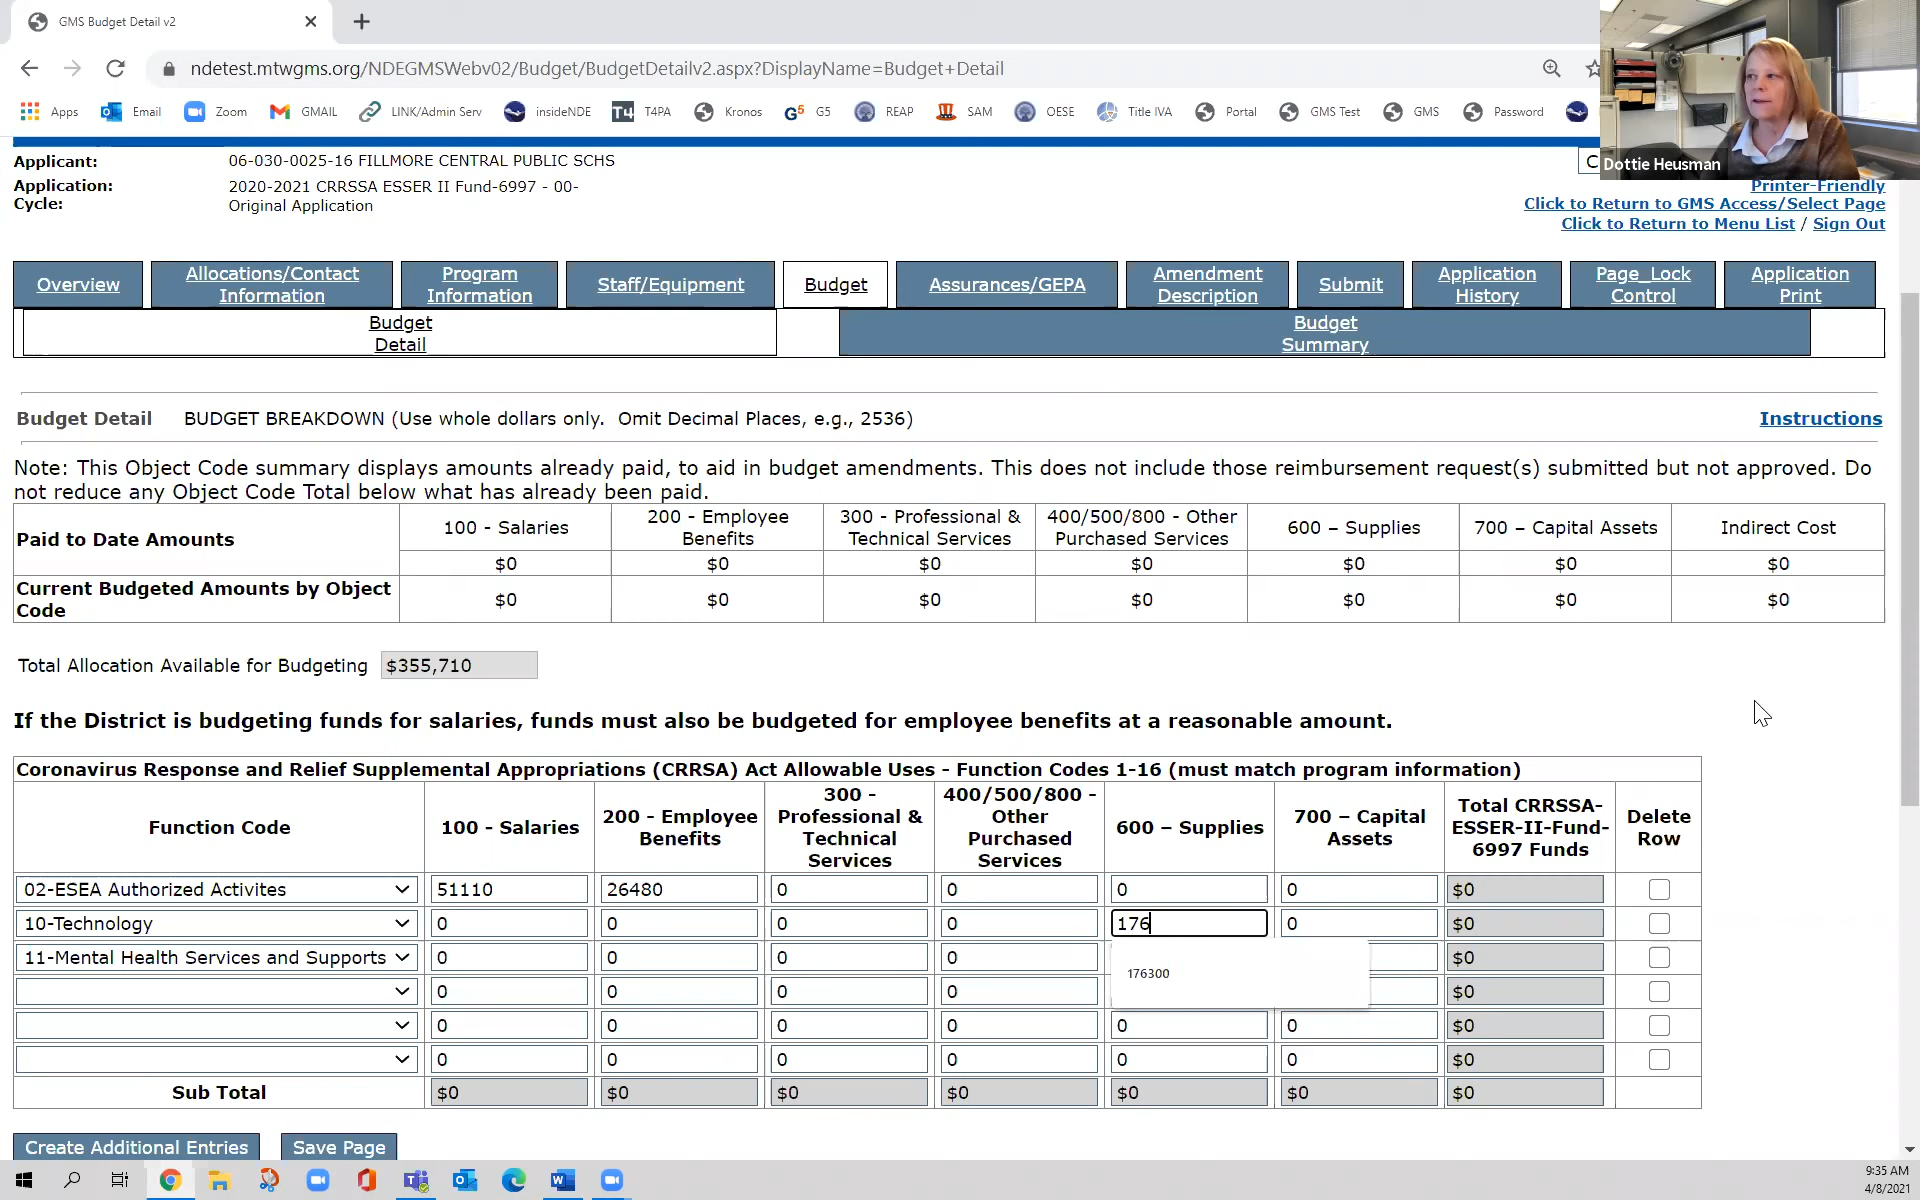 GMS Budget Detail v2
ndetest.mtwgms.org/NDEGMSWebv02/Budget/BudgetDetailv2.aspx?DisplayName=Budget+Detail
Apps Email Zoom GMAIL LINK/Admin Serv insideNDE T4 T4PA Kronos G5 G5 REAP SAM OESE Title IVA Portal GMS Test GMS Password
Dottie Heusman
Applicant: 06-030-0025-16 FILLMORE CENTRAL PUBLIC SCHS
Application: 2020-2021 CRRSSA ESSER II Fund-6997 - 00-
Cycle: Original Application
C
Printer-Friendly
Click to Return to GMS Access/Select Page
Click to Return to Menu List / Sign Out
Overview
Allocations/Contact
Information
Program
Information
Staff/Equipment
Budget
Assurances/GEPA
Amendment
Description
Submit
Application
History
Page_Lock
Control
Application
Print
Budget
Detail
Budget
Summary
Budget Detail BUDGET BREAKDOWN (Use whole dollars only. Omit Decimal Places, e.g., 2536) Instructions
Note: This Object Code summary displays amounts already paid, to aid in budget amendments. This does not include those reimbursement request(s) submitted but not approved. Do
not reduce any Object Code Total below what has already been paid.
Paid to Date Amounts
100 - Salaries
200 - Employee
Benefits
300 - Professional &
Technical Services
400/500/800 - Other
Purchased Services
600 – Supplies
700 – Capital Assets
Indirect Cost
$0 $0 $0 $0 $0 $0 $0
Current Budgeted Amounts by Object
Code
$0 $0 $0 $0 $0 $0 $0
Total Allocation Available for Budgeting $355,710
If the District is budgeting funds for salaries, funds must also be budgeted for employee benefits at a reasonable amount.
Coronavirus Response and Relief Supplemental Appropriations (CRRSA) Act Allowable Uses - Function Codes 1-16 (must match program information)
Function Code
100 - Salaries
200 - Employee
Benefits
300 -
Professional &
Technical
Services
400/500/800 -
Other
Purchased
Services
600 – Supplies
700 – Capital
Assets
Total CRRSSA-
ESSER-II-Fund-
6997 Funds
Delete
Row
02-ESEA Authorized Activites 51110 26480 0 0 0 0 $0
10-Technology 0 0 0 0 176 0 $0
11-Mental Health Services and Supports 0 0 0 0 $0
176300
0 0 0 0 $0
0 0 0 0 0 0 $0
0 0 0 0 0 0 $0
Sub Total $0 $0 $0 $0 $0 $0 $0
Create Additional Entries Save Page
9:35 AM
4/8/2021